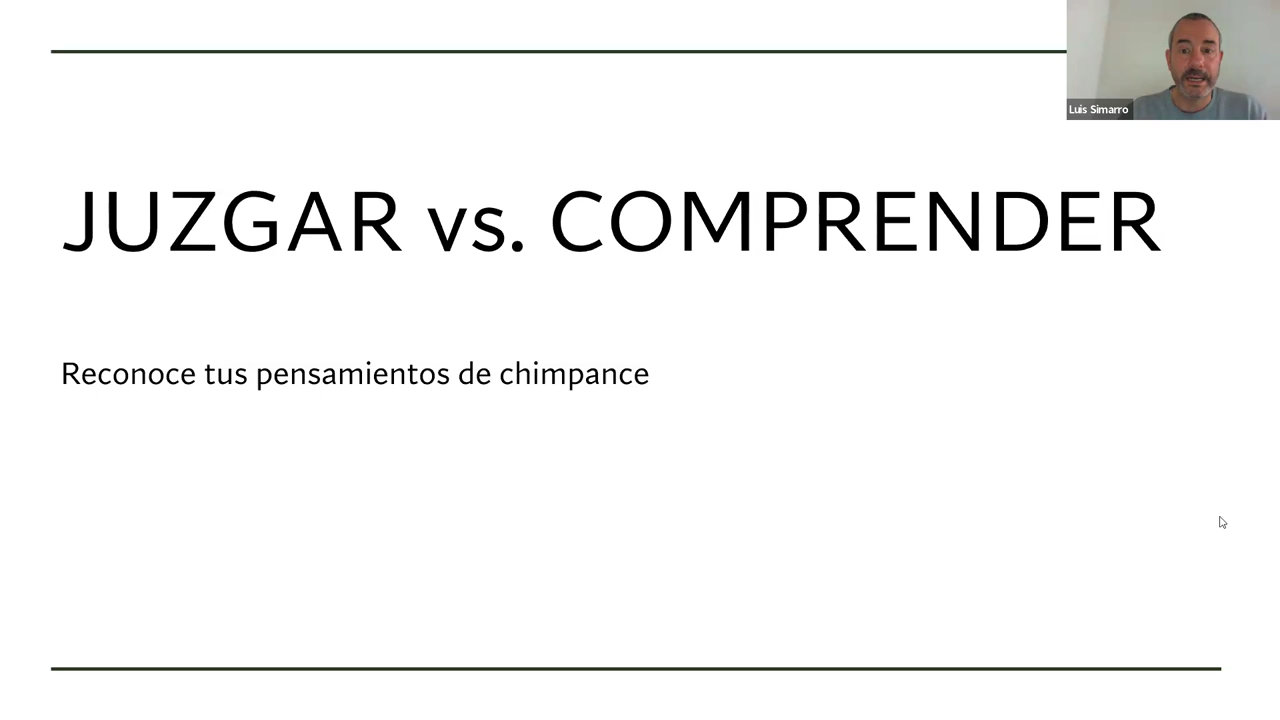 Luis Simarro
JUZGAR vs. COMPRENDER
Reconoce tus pensamientos de chimpance